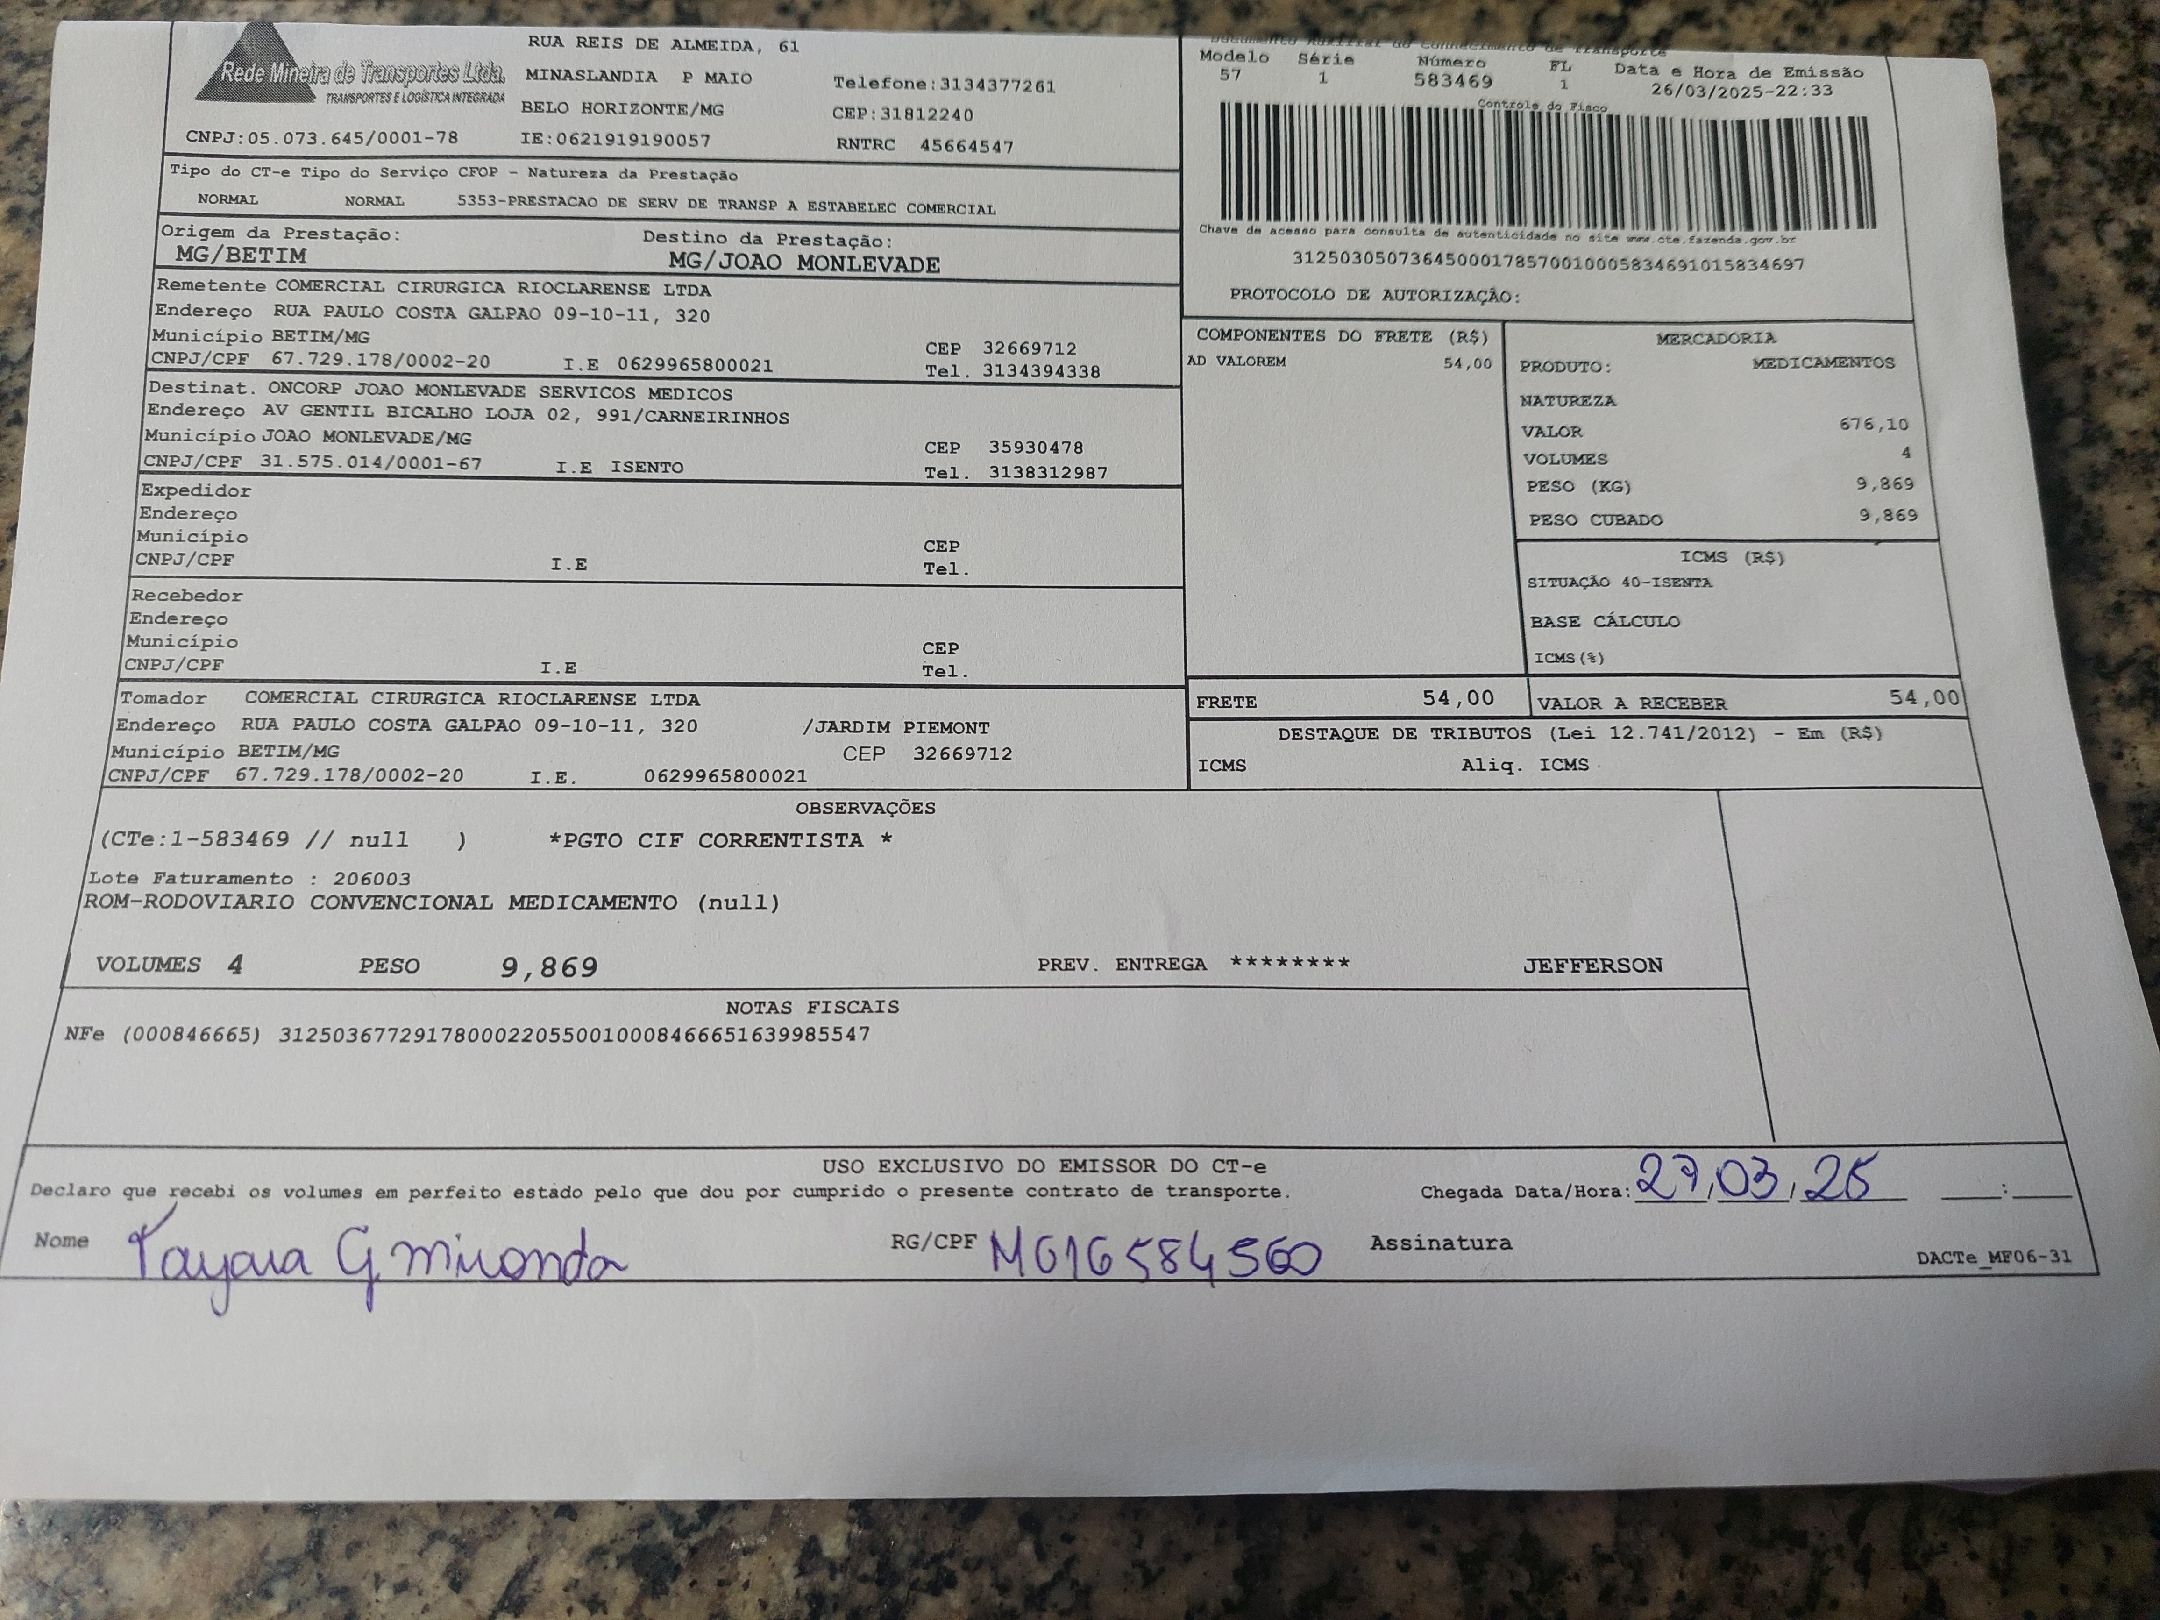 Rede Mineira de Transportes Ltda.
TRANSPORTES E LOGÍSTICA INTEGRADA
RUA REIS DE ALMEIDA, 61
MINASLANDIA P MAIO
Telefone:3134377261
BELO HORIZONTE/MG
CEP:31812240
CNPJ:05.073.645/0001-78
IE:0621919190057
RNTRC 45664547
Documento Auxiliar do Conhecimento de Transporte
Modelo Série Número FL Data e Hora de Emissão
57 1 583469 1 26/03/2025-22:33
Controle do Fisco
Chave de acesso para consulta de autenticidade no site www.cte.fazenda.gov.br
31250305073645000178570010005834691015834697
PROTOCOLO DE AUTORIZAÇÃO:
Tipo do CT-e Tipo do Serviço CFOP - Natureza da Prestação
NORMAL NORMAL 5353-PRESTACAO DE SERV DE TRANSP A ESTABELEC COMERCIAL
Origem da Prestação: Destino da Prestação:
MG/BETIM MG/JOAO MONLEVADE
Remetente COMERCIAL CIRURGICA RIOCLARENSE LTDA
Endereço RUA PAULO COSTA GALPAO 09-10-11, 320
Município BETIM/MG CEP 32669712
CNPJ/CPF 67.729.178/0002-20 I.E 0629965800021 Tel. 3134394338
Destinat. ONCORP JOAO MONLEVADE SERVICOS MEDICOS
Endereço AV GENTIL BICALHO LOJA 02, 991/CARNEIRINHOS
Município JOAO MONLEVADE/MG CEP 35930478
CNPJ/CPF 31.575.014/0001-67 I.E ISENTO Tel. 3138312987
Expedidor
Endereço
Município CEP
CNPJ/CPF I.E Tel.
Recebedor
Endereço
Município CEP
CNPJ/CPF I.E Tel.
Tomador COMERCIAL CIRURGICA RIOCLARENSE LTDA
Endereço RUA PAULO COSTA GALPAO 09-10-11, 320 /JARDIM PIEMONT
Município BETIM/MG CEP 32669712
CNPJ/CPF 67.729.178/0002-20 I.E. 0629965800021
COMPONENTES DO FRETE (R$)
AD VALOREM 54,00
MERCADORIA
PRODUTO: MEDICAMENTOS
NATUREZA
VALOR 676,10
VOLUMES 4
PESO (KG) 9,869
PESO CUBADO 9,869
ICMS (R$)
SITUAÇÃO 40-ISENTA
BASE CÁLCULO
ICMS(%)
FRETE 54,00 VALOR A RECEBER 54,00
DESTAQUE DE TRIBUTOS (Lei 12.741/2012) - Em (R$)
ICMS Aliq. ICMS
OBSERVAÇÕES
(CTe:1-583469 // null ) *PGTO CIF CORRENTISTA *
Lote Faturamento : 206003
ROM-RODOVIARIO CONVENCIONAL MEDICAMENTO (null)
VOLUMES 4 PESO 9,869 PREV. ENTREGA ******** JEFFERSON
NOTAS FISCAIS
NFe (000846665) 31250367729178000220550010008466651639985547
USO EXCLUSIVO DO EMISSOR DO CT-e
Declaro que recebi os volumes em perfeito estado pelo que dou por cumprido o presente contrato de transporte. Chegada Data/Hora: 27,03,25 ____:____
Nome Tayara G. Miranda RG/CPF MG16584560 Assinatura
DACTe_MF06-31